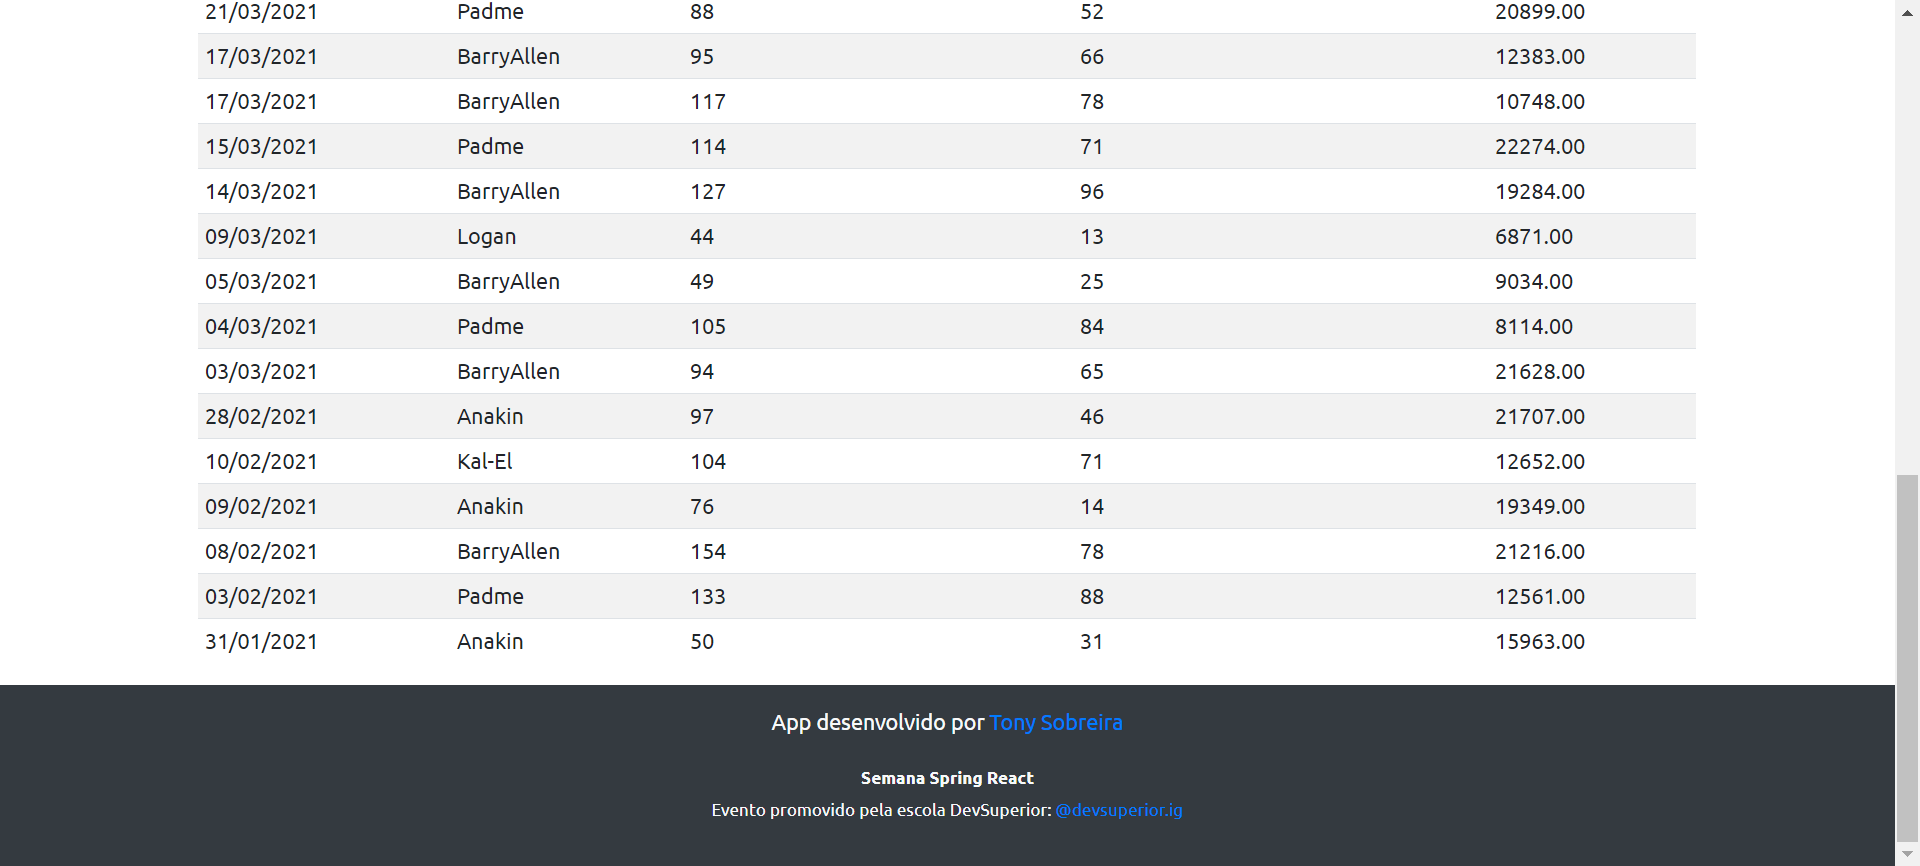 21/03/2021 Padme 88 52 20899.00
17/03/2021 BarryAllen 95 66 12383.00
17/03/2021 BarryAllen 117 78 10748.00
15/03/2021 Padme 114 71 22274.00
14/03/2021 BarryAllen 127 96 19284.00
09/03/2021 Logan 44 13 6871.00
05/03/2021 BarryAllen 49 25 9034.00
04/03/2021 Padme 105 84 8114.00
03/03/2021 BarryAllen 94 65 21628.00
28/02/2021 Anakin 97 46 21707.00
10/02/2021 Kal-El 104 71 12652.00
09/02/2021 Anakin 76 14 19349.00
08/02/2021 BarryAllen 154 78 21216.00
03/02/2021 Padme 133 88 12561.00
31/01/2021 Anakin 50 31 15963.00
App desenvolvido por Tony Sobreira
Semana Spring React
Evento promovido pela escola DevSuperior: @devsuperior.ig